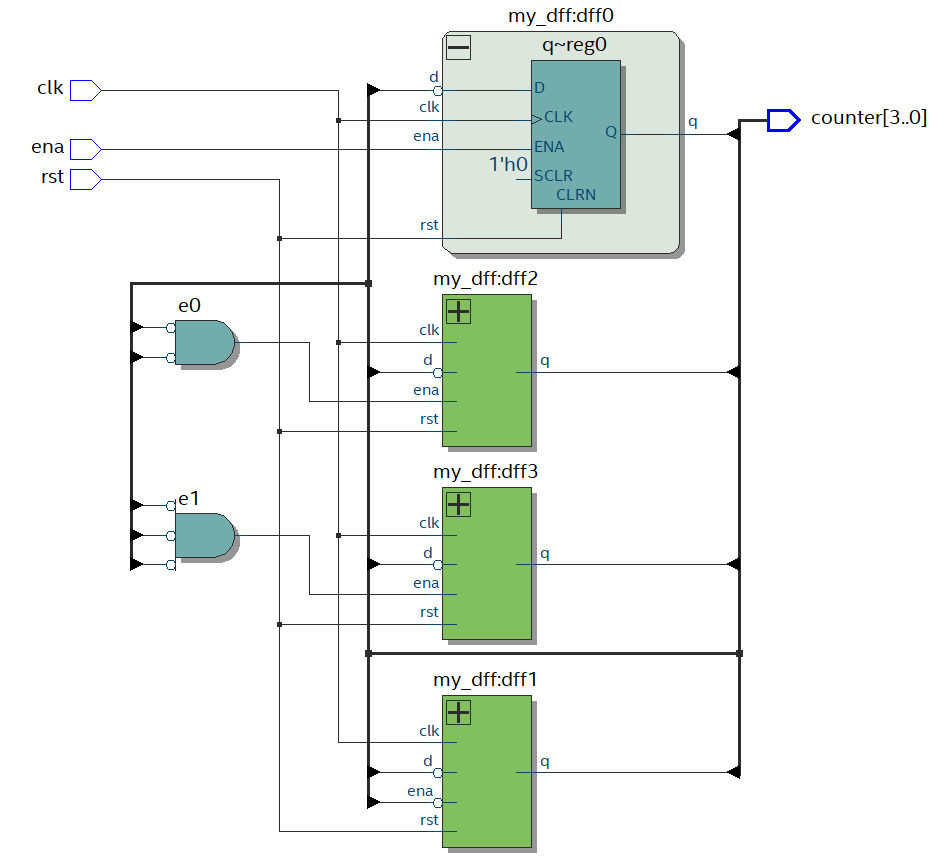 my_dff:dff0
q~reg0
clk
d
D
clk
CLK
counter[3..0]
ena
ena
ENA
Q
q
rst
1'h0
SCLR
CLRN
rst
my_dff:dff2
e0
clk
d
q
ena
rst
my_dff:dff3
e1
clk
d
q
ena
rst
my_dff:dff1
clk
d
q
ena
rst